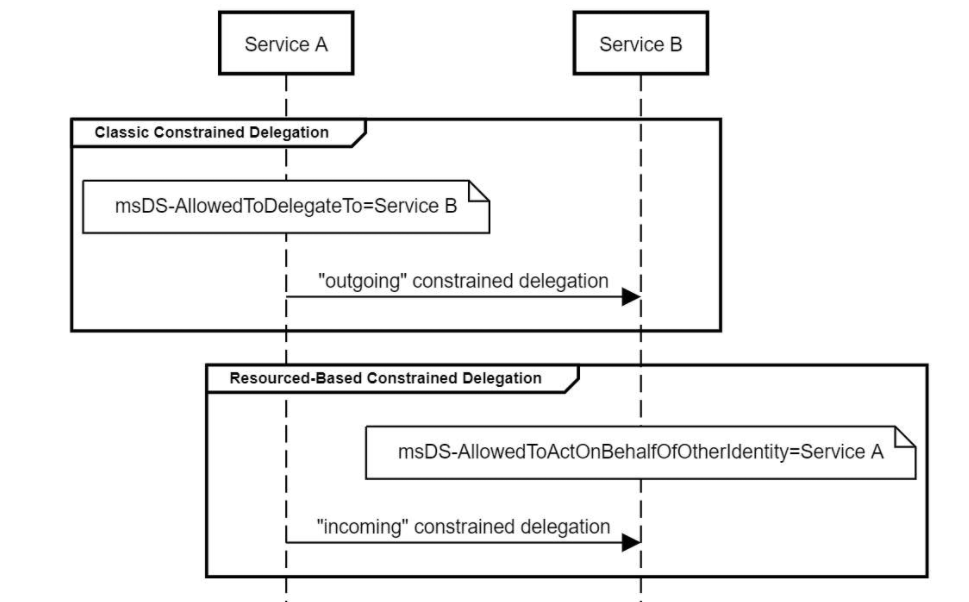 Service A
Service B
Classic Constrained Delegation
msDS-AllowedToDelegateTo=Service B
"outgoing" constrained delegation
Resourced-Based Constrained Delegation
msDS-AllowedToActOnBehalfOfOtherIdentity=Service A
"incoming" constrained delegation